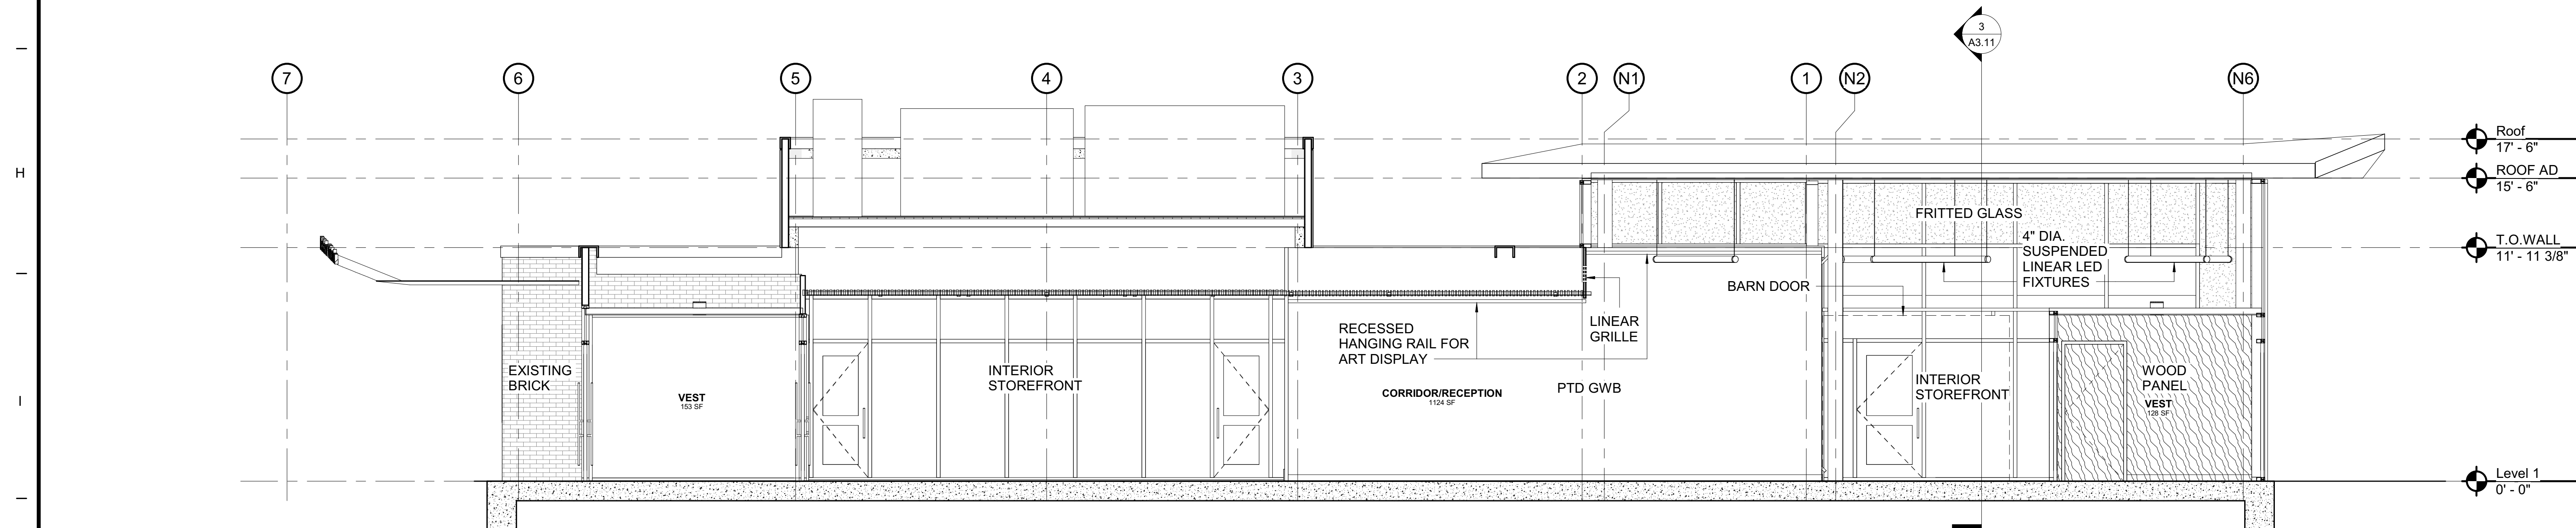 3
A3.11
7
6
5
4
3
2
N1
1
N2
N6
Roof
17' - 6"
ROOF AD
15' - 6"
T.O.WALL
11' - 11 3/8"
Level 1
0' - 0"
H
I
FRITTED GLASS
4" DIA.
SUSPENDED
LINEAR LED
FIXTURES
BARN DOOR
LINEAR
GRILLE
RECESSED
HANGING RAIL FOR
ART DISPLAY
EXISTING
BRICK
VEST
153 SF
INTERIOR
STOREFRONT
CORRIDOR/RECEPTION
1124 SF
PTD GWB
INTERIOR
STOREFRONT
WOOD
PANEL
VEST
128 SF